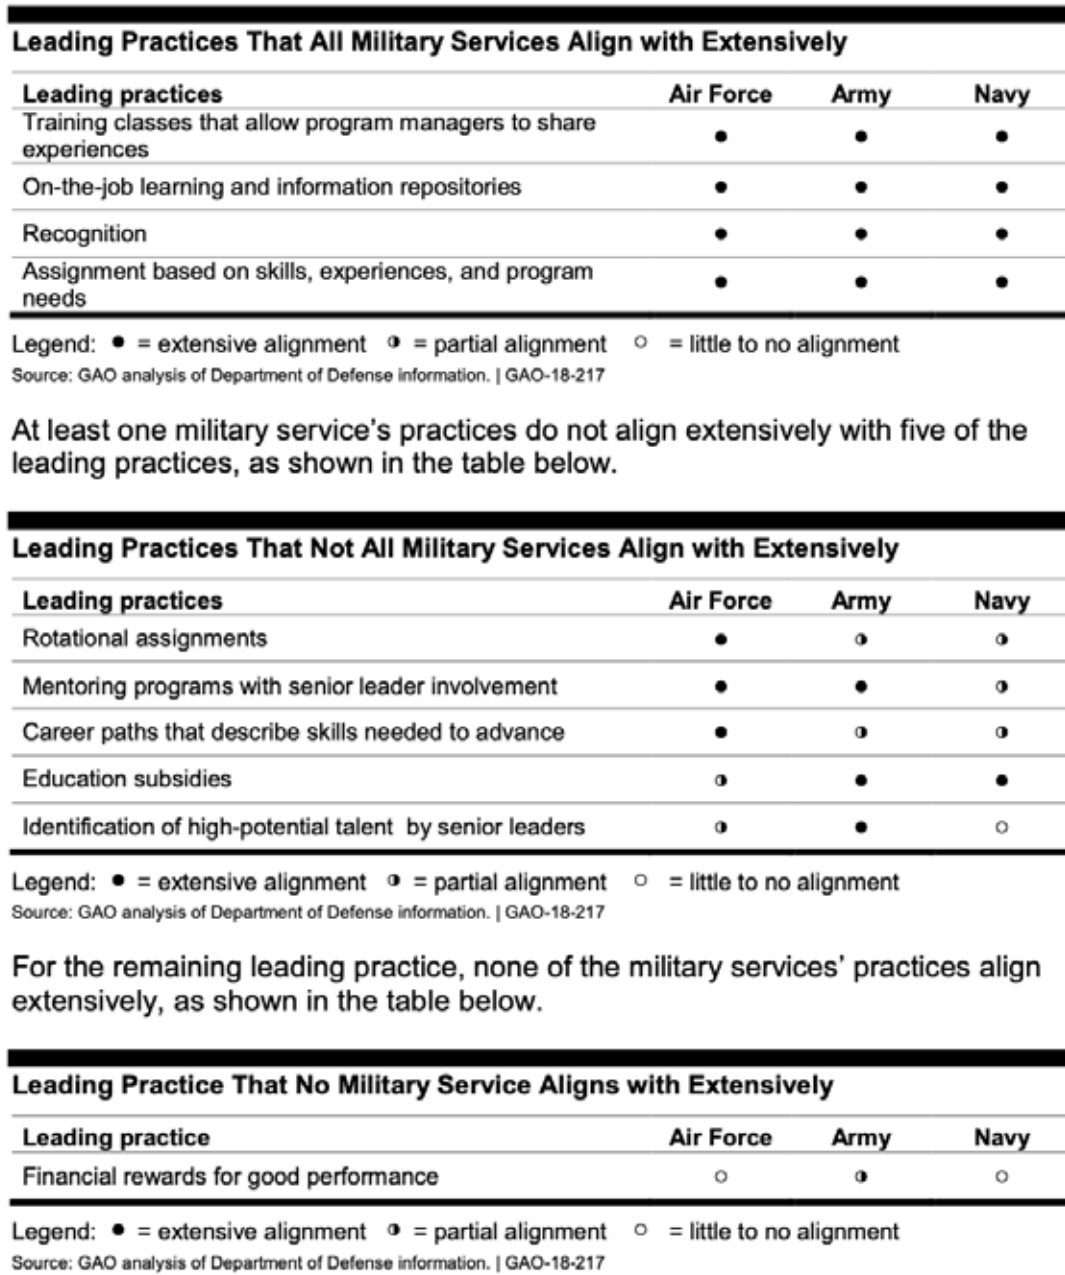 Leading Practices That All Military Services Align with Extensively
Leading practices Air Force Army Navy
Training classes that allow program managers to share
experiences ● ● ●
On-the-job learning and information repositories ● ● ●
Recognition ● ● ●
Assignment based on skills, experiences, and program
needs ● ● ●
Legend: ● = extensive alignment ◑ = partial alignment ○ = little to no alignment
Source: GAO analysis of Department of Defense information. | GAO-18-217
At least one military service's practices do not align extensively with five of the
leading practices, as shown in the table below.
Leading Practices That Not All Military Services Align with Extensively
Leading practices Air Force Army Navy
Rotational assignments ● ◑ ◑
Mentoring programs with senior leader involvement ● ● ◑
Career paths that describe skills needed to advance ● ◑ ◑
Education subsidies ◑ ● ●
Identification of high-potential talent by senior leaders ◑ ● ○
Legend: ● = extensive alignment ◑ = partial alignment ○ = little to no alignment
Source: GAO analysis of Department of Defense information. | GAO-18-217
For the remaining leading practice, none of the military services' practices align
extensively, as shown in the table below.
Leading Practice That No Military Service Aligns with Extensively
Leading practice Air Force Army Navy
Financial rewards for good performance ○ ◑ ○
Legend: ● = extensive alignment ◑ = partial alignment ○ = little to no alignment
Source: GAO analysis of Department of Defense information. | GAO-18-217